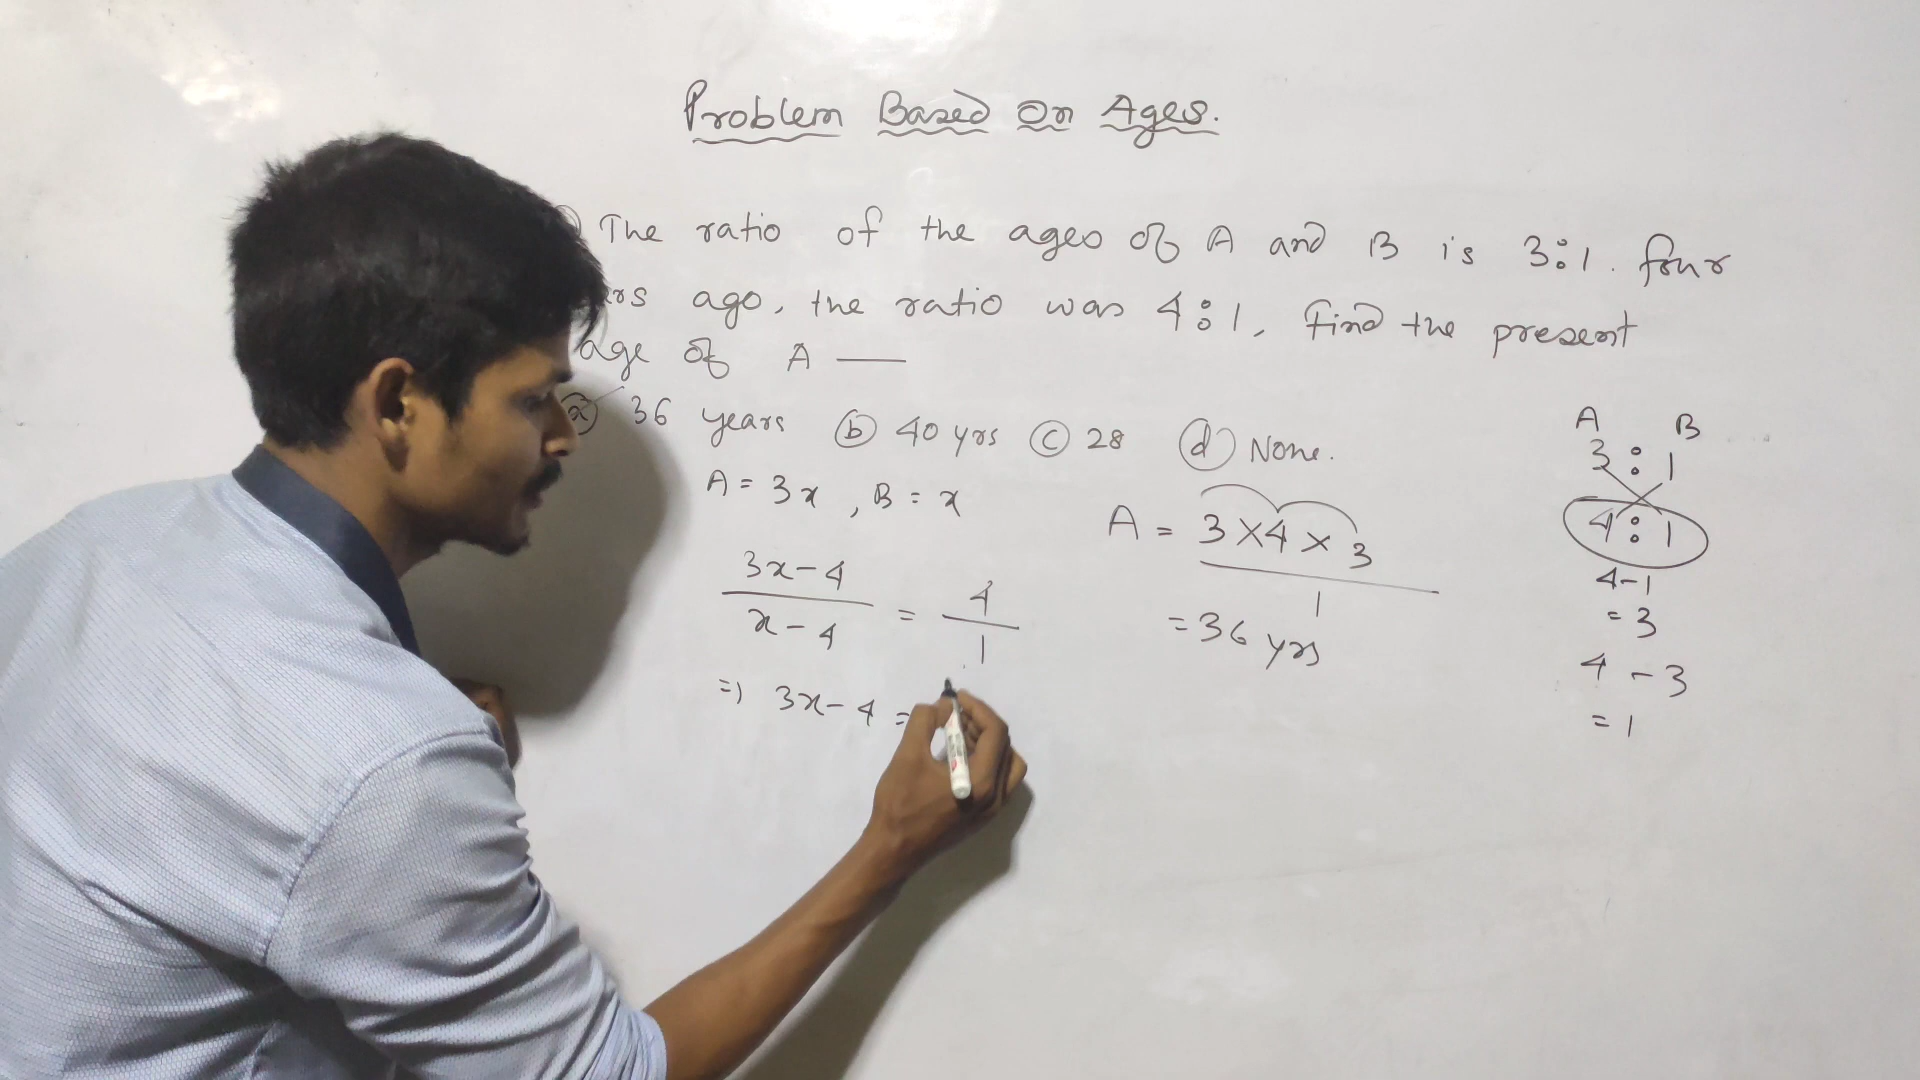 Problem Based On Ages.
The ratio of the ages of A and B is 3:1. four
rs ago, the ratio was 4:1, find the present
age of A —
(a) 36 years (b) 40 yrs (c) 28 (d) None.
A = 3x, B = x
3x-4 / x-4 = 4 / 1
=> 3x-4 =
A = 3×4×3 / 1
= 36 yrs
A B
3 : 1
4 : 1
4-1
= 3
4 - 3
= 1